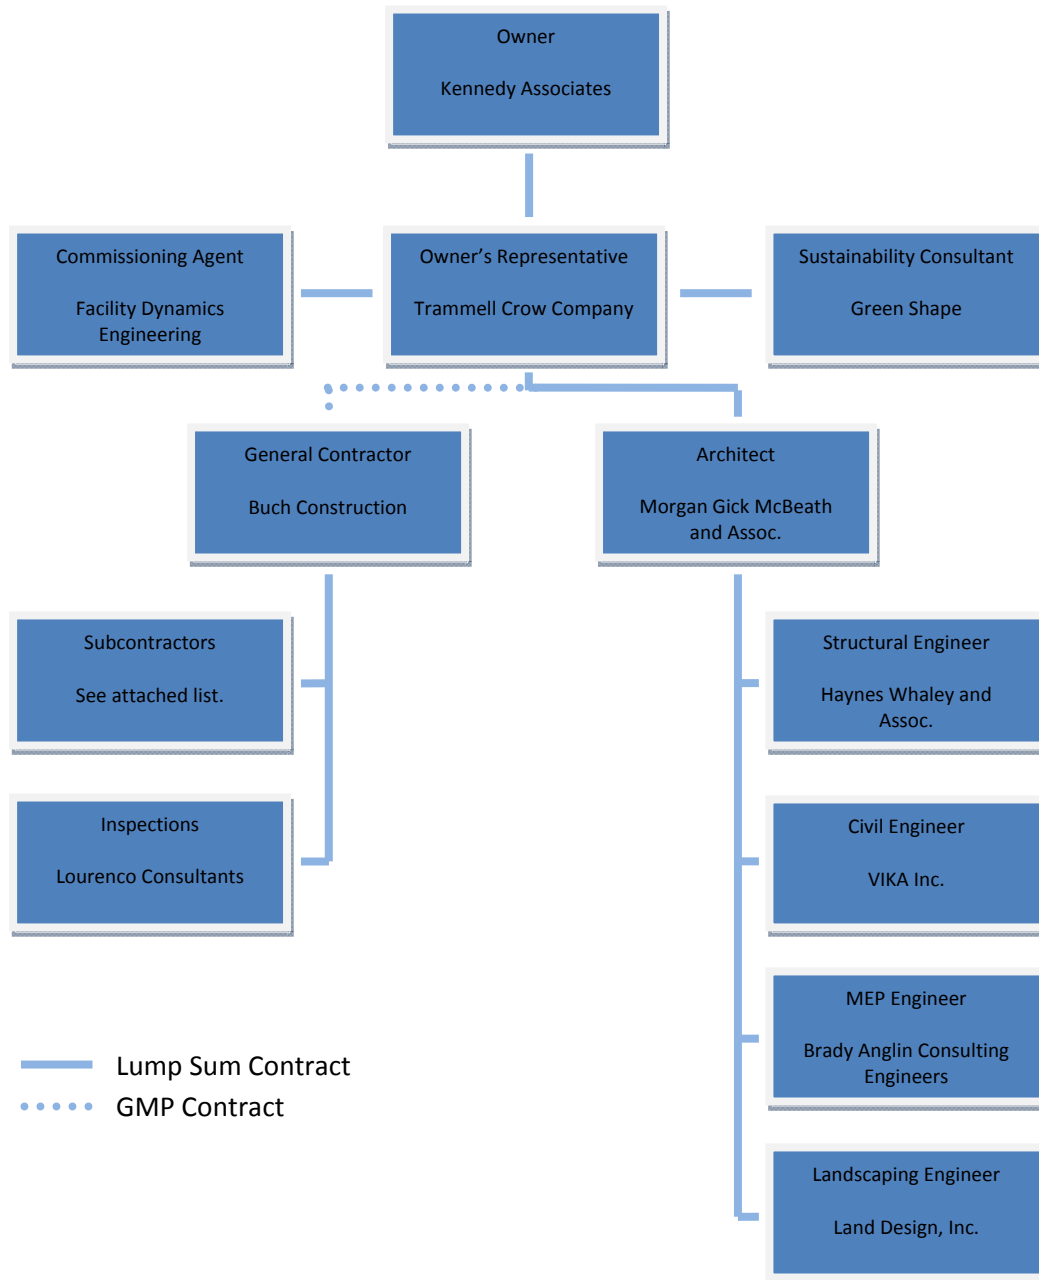 Owner
Kennedy Associates
Commissioning Agent
Facility Dynamics
Engineering
Owner’s Representative
Trammell Crow Company
Sustainability Consultant
Green Shape
General Contractor
Buch Construction
Architect
Morgan Gick McBeath
and Assoc.
Subcontractors
See attached list.
Structural Engineer
Haynes Whaley and
Assoc.
Inspections
Lourenco Consultants
Civil Engineer
VIKA Inc.
MEP Engineer
Brady Anglin Consulting
Engineers
Lump Sum Contract
GMP Contract
Landscaping Engineer
Land Design, Inc.